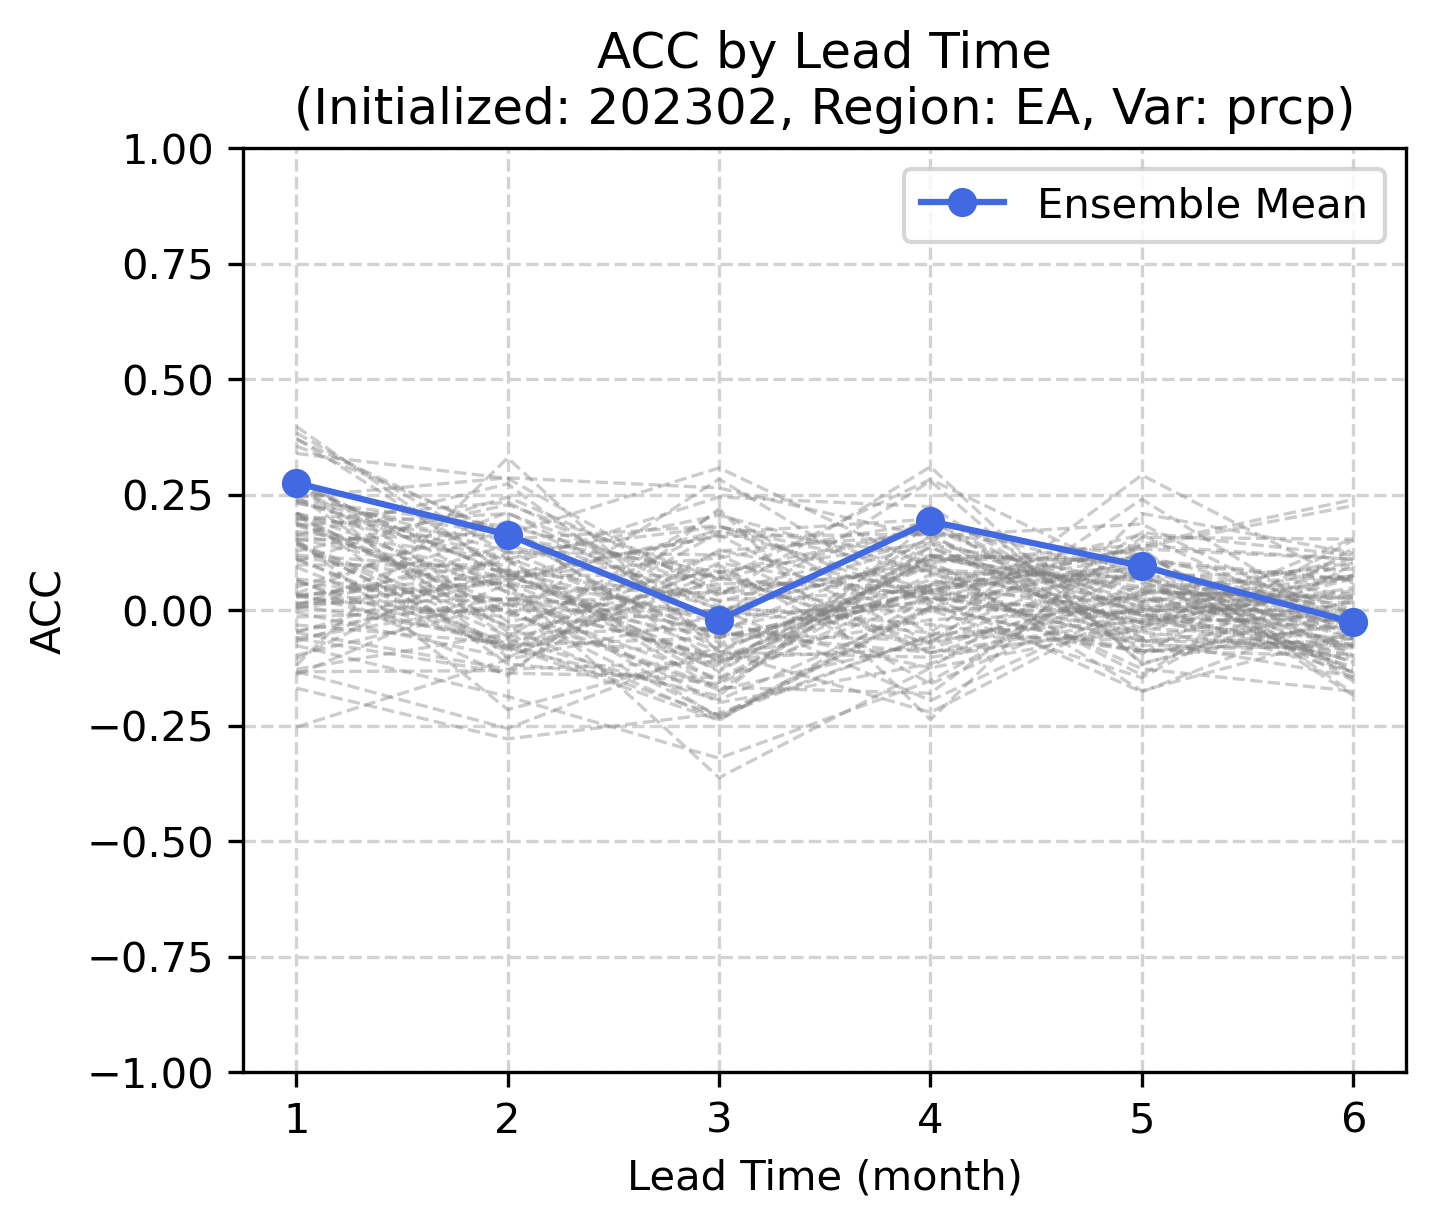 ACC by Lead Time
(Initialized: 202302, Region: EA, Var: prcp)
1.00
0.75
0.50
0.25
0.00
−0.25
−0.50
−0.75
−1.00
ACC
Ensemble Mean
1 2 3 4 5 6
Lead Time (month)